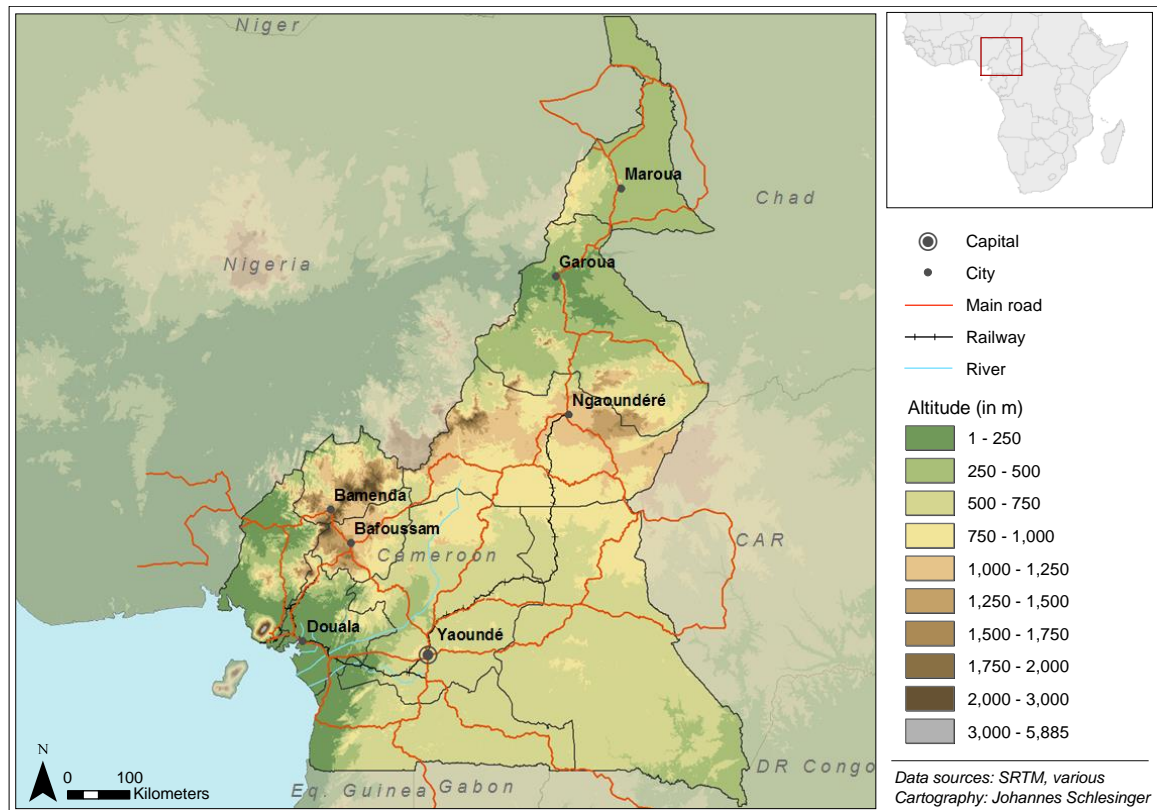 Niger
Maroua
Chad
Nigeria
Garoua
Ngaoundéré
Bamenda
Bafoussam
Cameroon
CAR
Douala
Yaoundé
N
0 100
Kilometers
Eq. Guinea
Gabon
DR Congo
Capital
City
Main road
Railway
River
Altitude (in m)
1 - 250
250 - 500
500 - 750
750 - 1,000
1,000 - 1,250
1,250 - 1,500
1,500 - 1,750
1,750 - 2,000
2,000 - 3,000
3,000 - 5,885
Data sources: SRTM, various
Cartography: Johannes Schlesinger